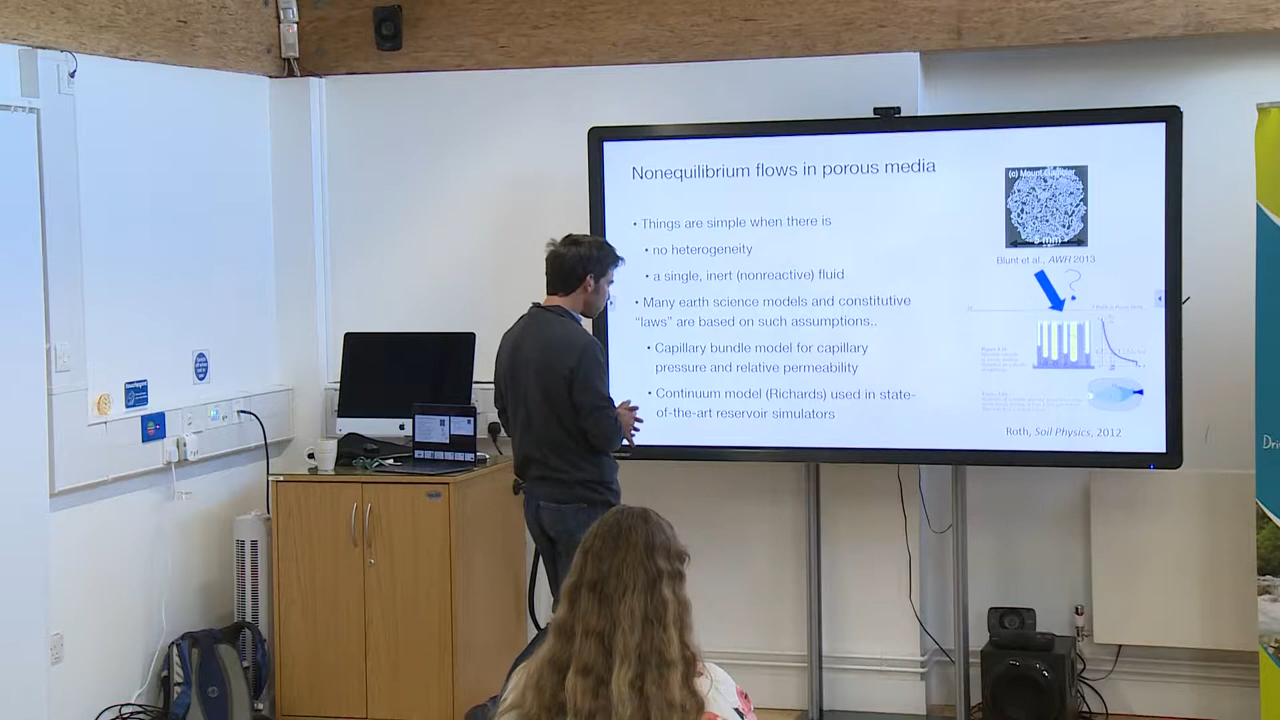 Nonequilibrium flows in porous media
• Things are simple when there is
• no heterogeneity
• a single, inert (nonreactive) fluid
• Many earth science models and constitutive
“laws” are based on such assumptions..
• Capillary bundle model for capillary
pressure and relative permeability
• Continuum model (Richards) used in state-
of-the-art reservoir simulators
(c) Mount Gambier
5 mm
Blunt et al., AWR 2013
?
Roth, Soil Physics, 2012